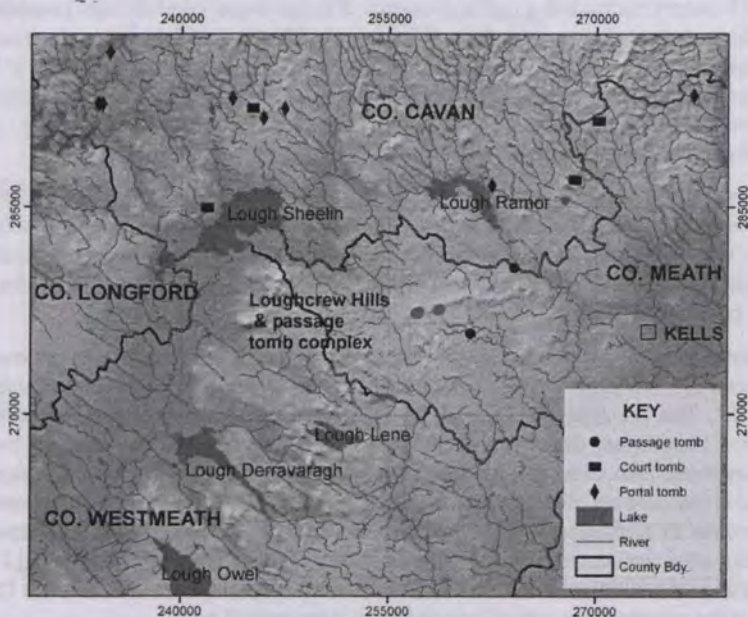 240000
255000
270000
CO. CAVAN
285000
285000
Lough Sheelin
Lough Ramor
CO. MEATH
CO. LONGFORD
Loughcrew Hills
& passage
tomb complex
KELLS
270000
270000
KEY
Passage tomb
Court tomb
Portal tomb
Lake
River
County Bdy.
Lough Lene
Lough Derravaragh
CO. WESTMEATH
Lough Owel
240000
255000
270000